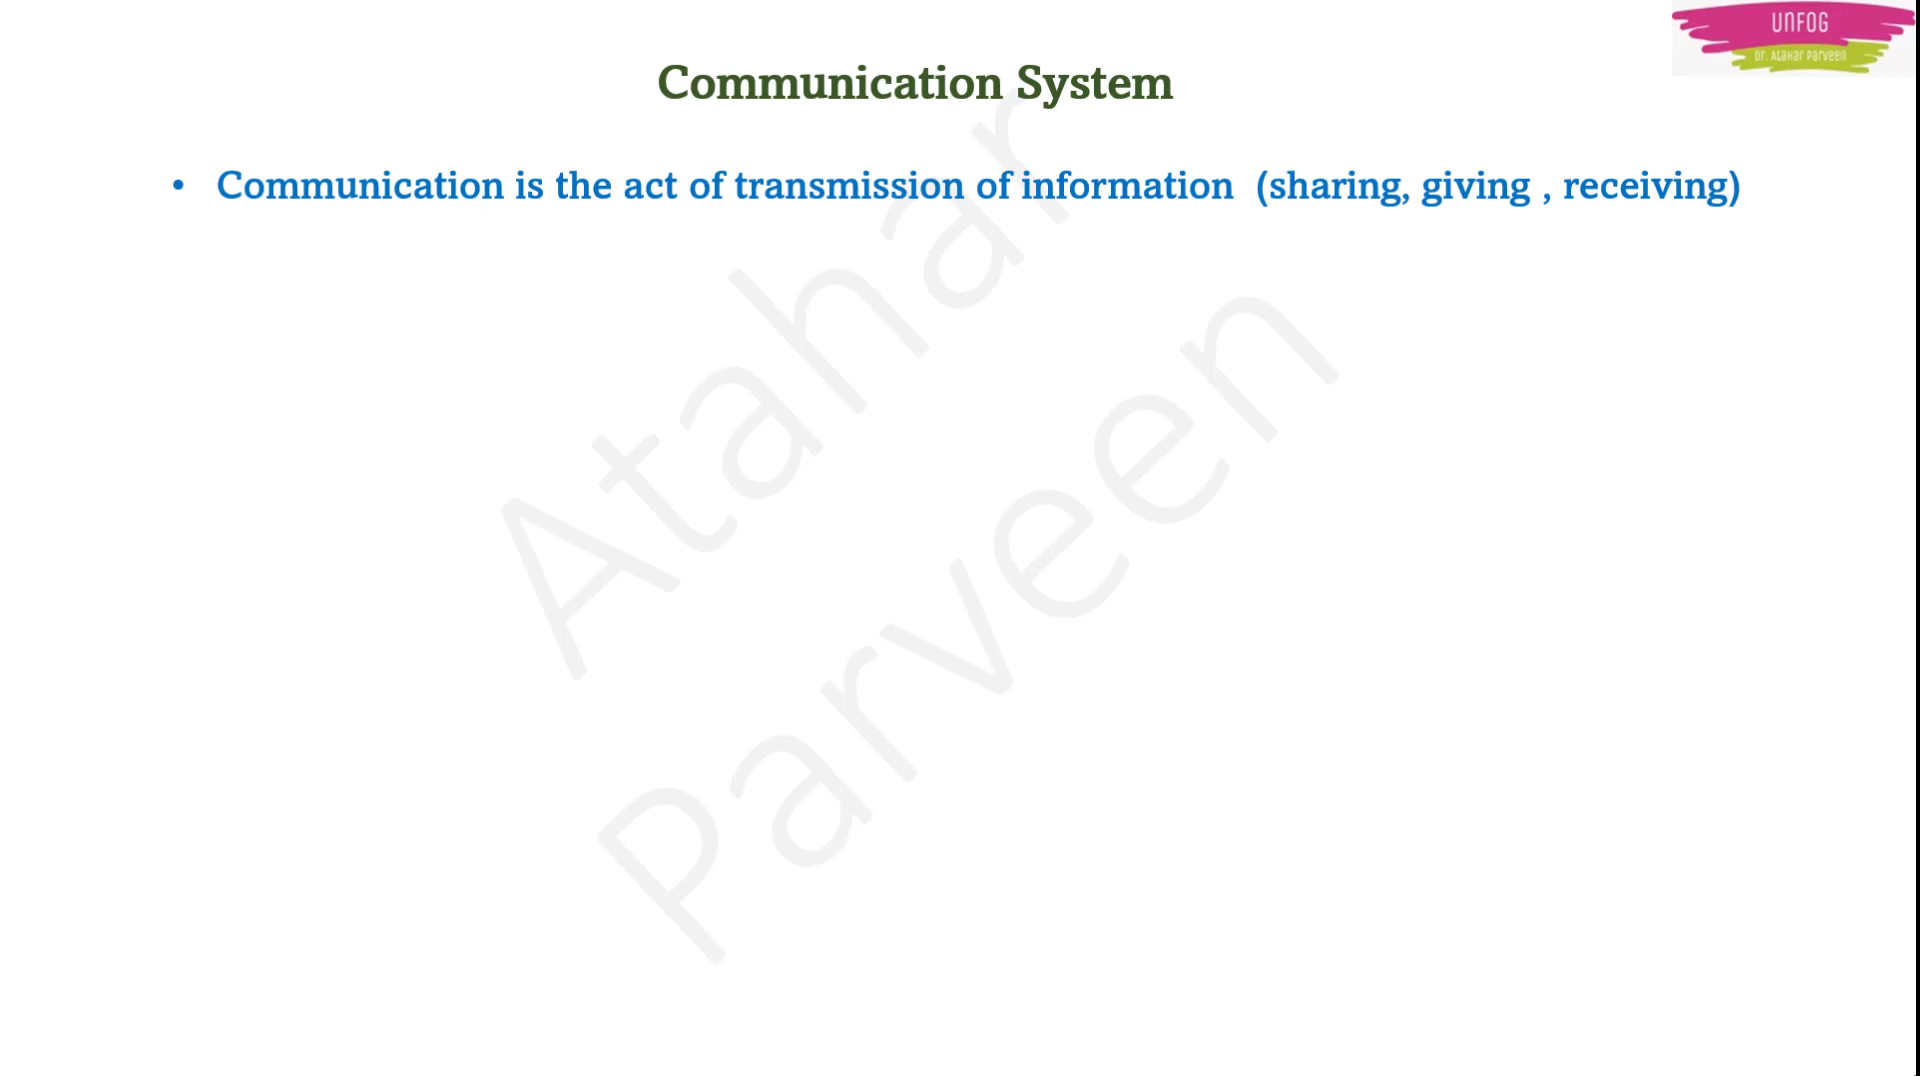 UNFOG
Dr. Atahar Parveen
Communication System
• Communication is the act of transmission of information (sharing, giving , receiving)
Atahar
Parveen